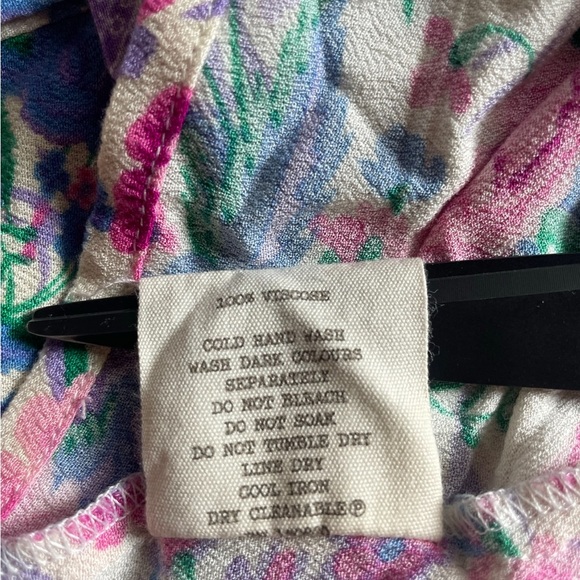 100% VISCOSE
COLD HAND WASH
WASH DARK COLOURS
SEPARATELY
DO NOT BLEACH
DO NOT SOAK
DO NOT TUMBLE DRY
LINE DRY
COOL IRON
DRY CLEANABLE Ⓟ